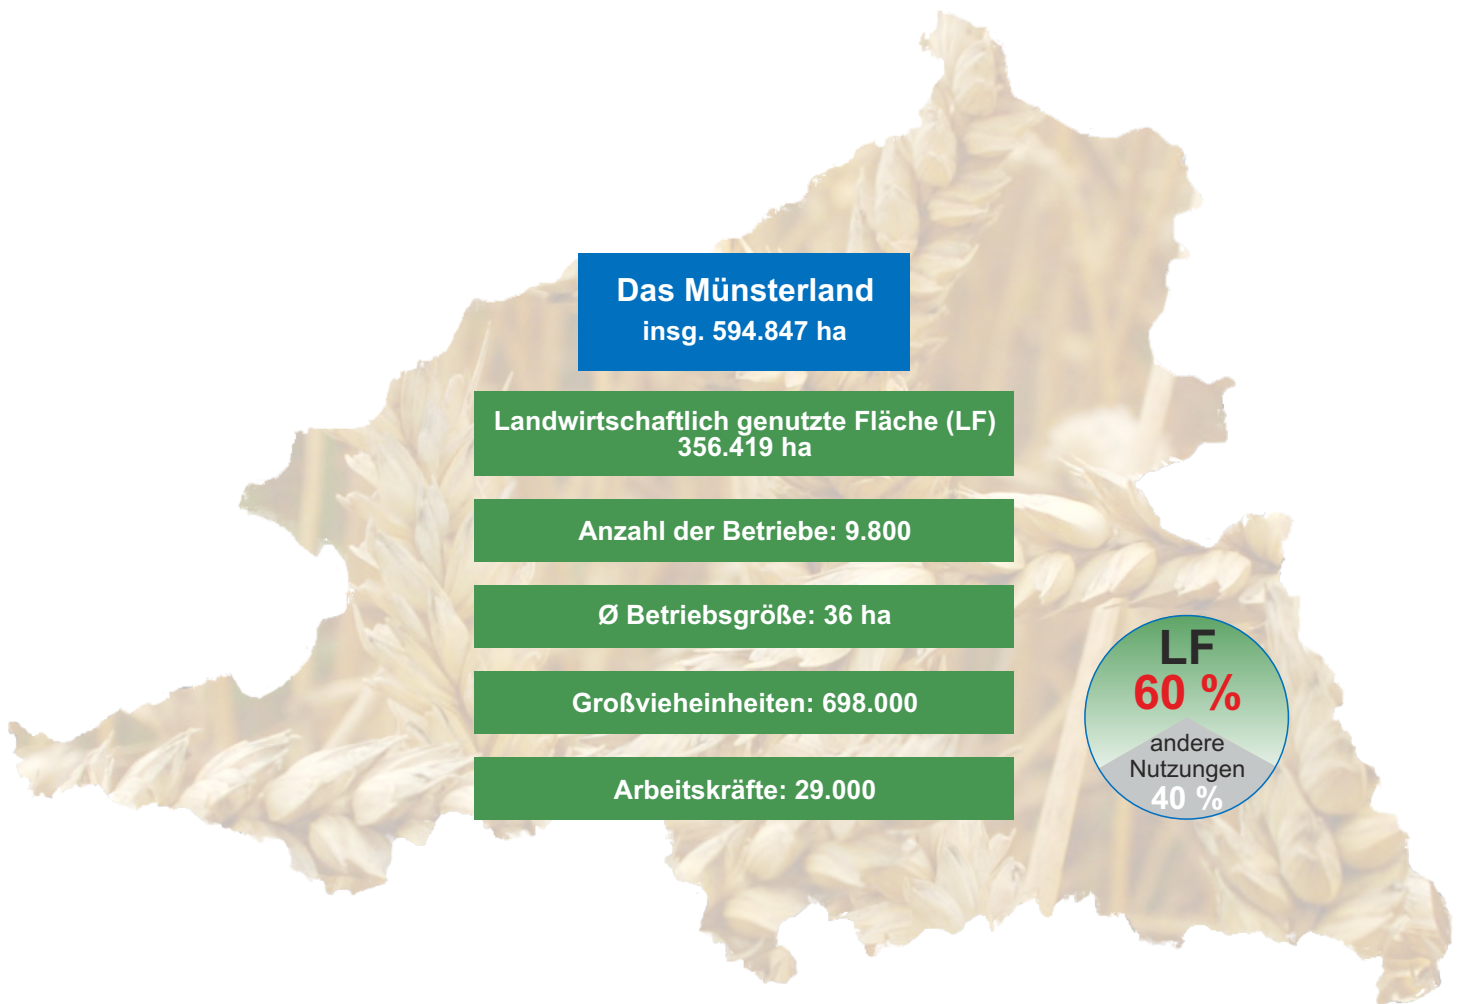 Das Münsterland
insg. 594.847 ha
Landwirtschaftlich genutzte Fläche (LF)
356.419 ha
Anzahl der Betriebe: 9.800
Ø Betriebsgröße: 36 ha
Großvieheinheiten: 698.000
Arbeitskräfte: 29.000
LF
60 %
andere
Nutzungen
40 %